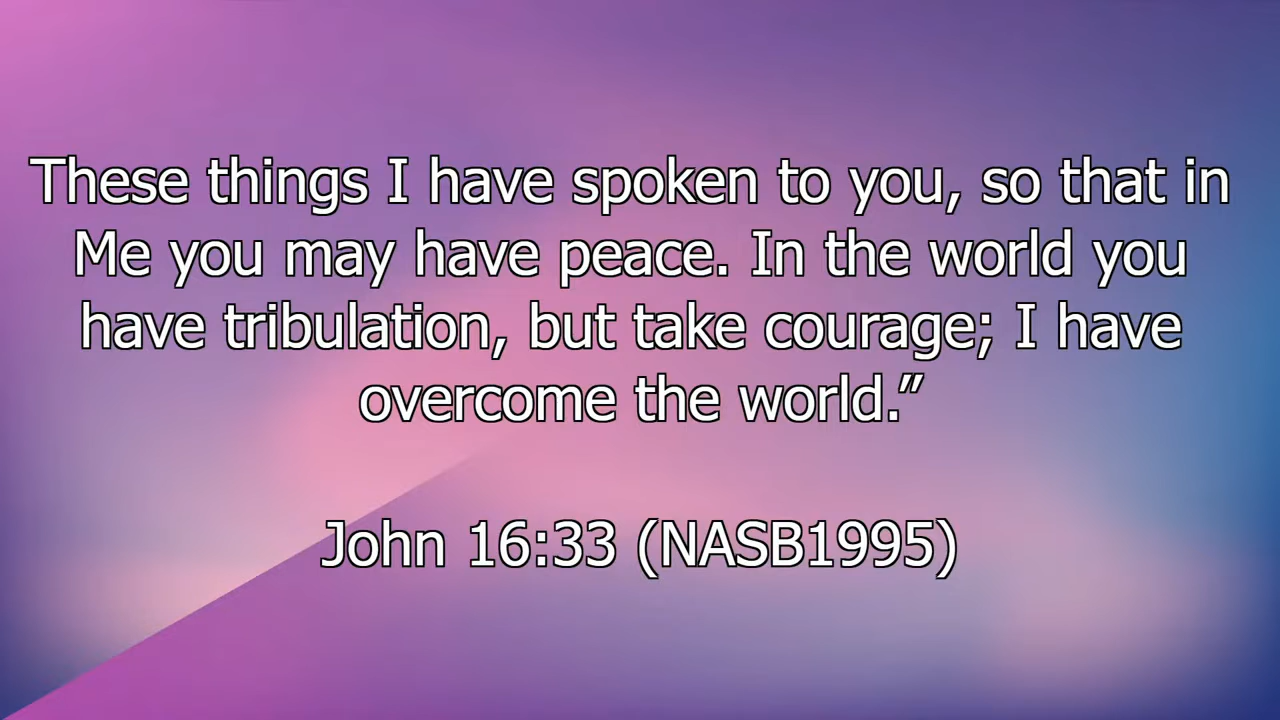 These things I have spoken to you, so that in
Me you may have peace. In the world you
have tribulation, but take courage; I have
overcome the world.”
John 16:33 (NASB1995)